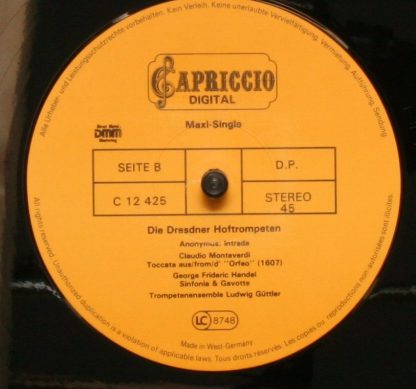 Alle Urheber- und Leistungsschutzrechte vorbehalten. Kein Verleih. Keine unerlaubte Vervielfältigung, Vermietung, Aufführung, Sendung
CAPRICCIO
DIGITAL
Maxi-Single
Direct Metal
DMM
Mastering
SEITE B
D.P.
C 12 425
STEREO
45
Die Dresdner Hoftrompeten
Anonymus: Intrada
Claudio Monteverdi
Toccata aus/from/d' "Orfeo" (1607)
George Frideric Handel
Sinfonia & Gavotte
Trompetenensemble Ludwig Güttler
LC 8748
Made in West-Germany
All rights reserved. Unauthorized duplication is a violation of applicable laws. Tous droits réservés. Les copies ou reproductions non-autorisées sont illicites.